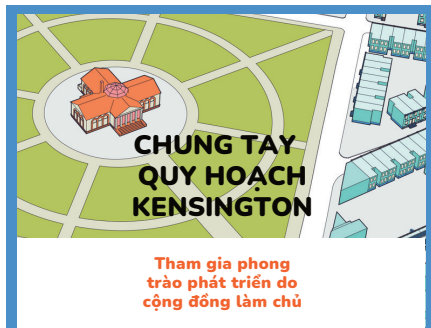 CHUNG TAY
QUY HOẠCH
KENSINGTON
Tham gia phong
trào phát triển do
cộng đồng làm chủ